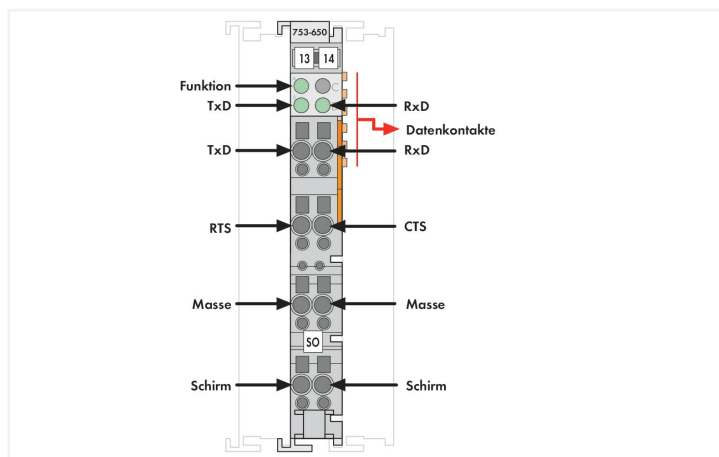 753-650
13 14
Funktion
C
TxD RxD
Datenkontakte
TxD RxD
RTS CTS
Masse Masse
SO
Schirm Schirm